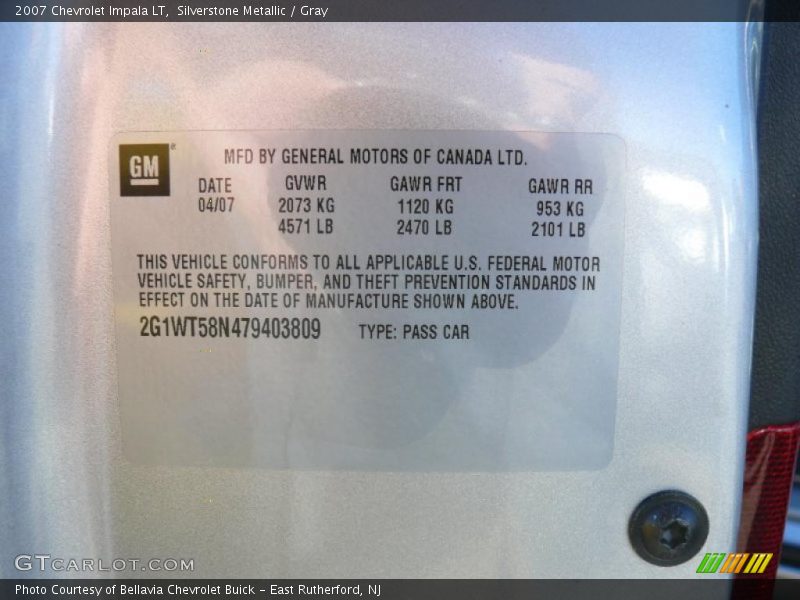 2007 Chevrolet Impala LT, Silverstone Metallic / Gray
GM ®
MFD BY GENERAL MOTORS OF CANADA LTD.
DATE GVWR GAWR FRT GAWR RR
04/07 2073 KG 1120 KG 953 KG
4571 LB 2470 LB 2101 LB
THIS VEHICLE CONFORMS TO ALL APPLICABLE U.S. FEDERAL MOTOR
VEHICLE SAFETY, BUMPER, AND THEFT PREVENTION STANDARDS IN
EFFECT ON THE DATE OF MANUFACTURE SHOWN ABOVE.
2G1WT58N479403809 TYPE: PASS CAR
GTCARLOT.COM
Photo Courtesy of Bellavia Chevrolet Buick - East Rutherford, NJ